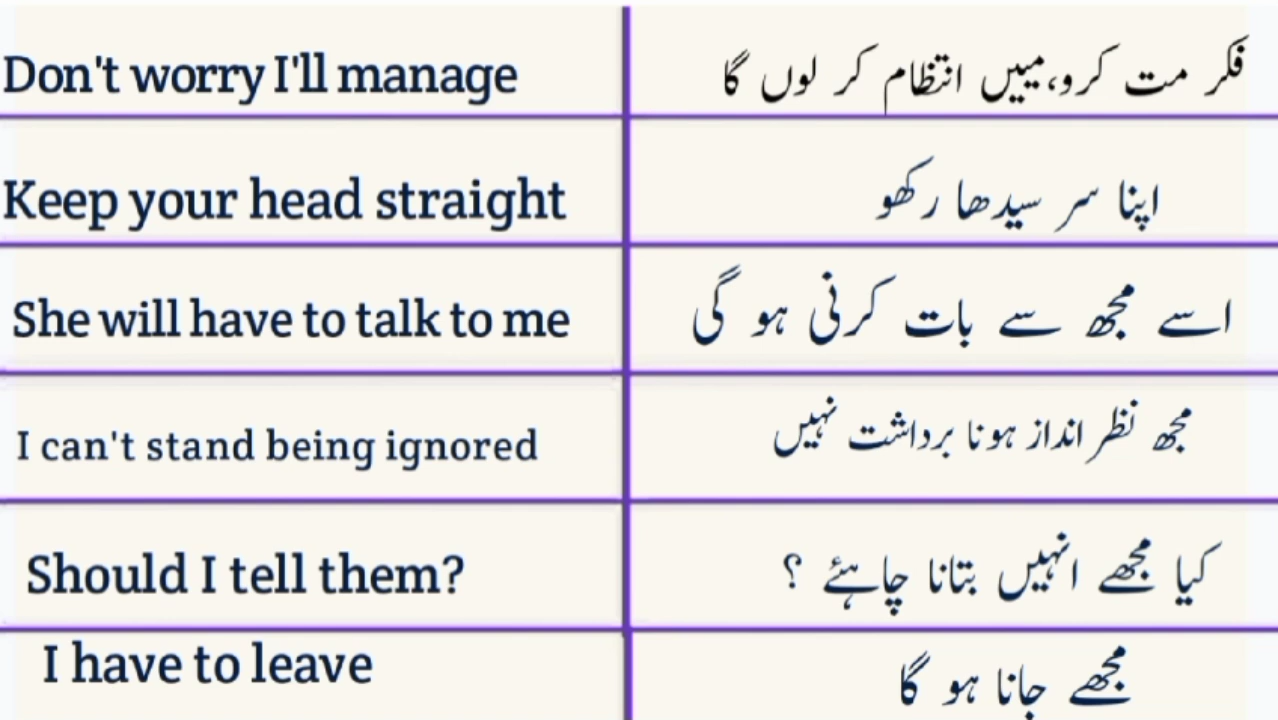 Don't worry I'll manage
فکر مت کرو،میں انتظام کر لوں گا
Keep your head straight
اپنا سر سیدھا رکھو
She will have to talk to me
اسے مجھ سے بات کرنی ہو گی
I can't stand being ignored
مجھ نظر انداز ہونا برداشت نہیں
Should I tell them?
کیا مجھے انہیں بتانا چاہئے ؟
I have to leave
مجھے جانا ہو گا